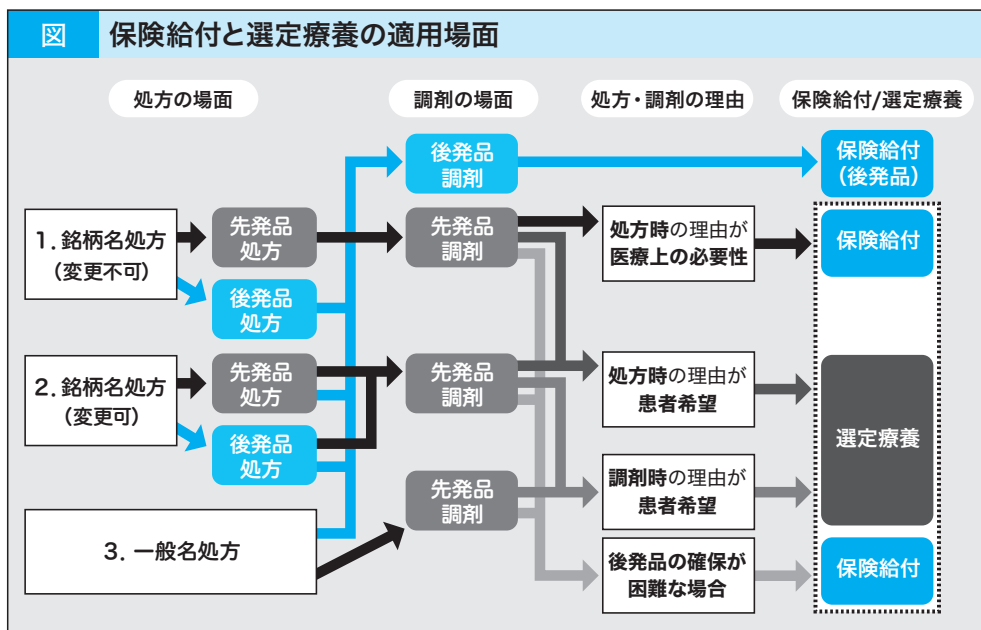 図
保険給付と選定療養の適用場面
処方の場面
調剤の場面
処方・調剤の理由
保険給付/選定療養
後発品
調剤
保険給付
(後発品)
1. 銘柄名処方
(変更不可)
先発品
処方
先発品
調剤
処方時の理由が
医療上の必要性
保険給付
後発品
処方
2. 銘柄名処方
(変更可)
先発品
処方
先発品
調剤
処方時の理由が
患者希望
選定療養
後発品
処方
先発品
調剤
調剤時の理由が
患者希望
3. 一般名処方
後発品の確保が
困難な場合
保険給付